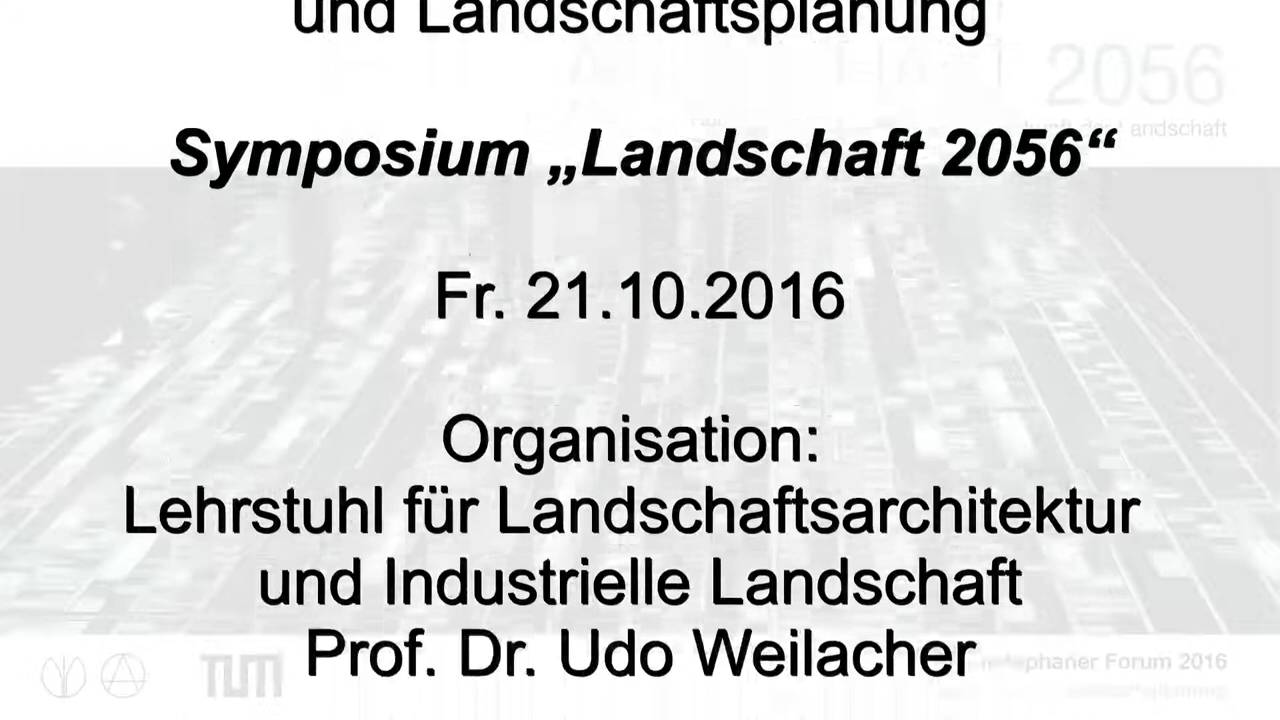 und Landschaftsplanung
2056
Landschaft
Symposium „Landschaft 2056“
Fr. 21.10.2016
Organisation:
Lehrstuhl für Landschaftsarchitektur
und Industrielle Landschaft
Prof. Dr. Udo Weilacher
TUM
Forum 2016